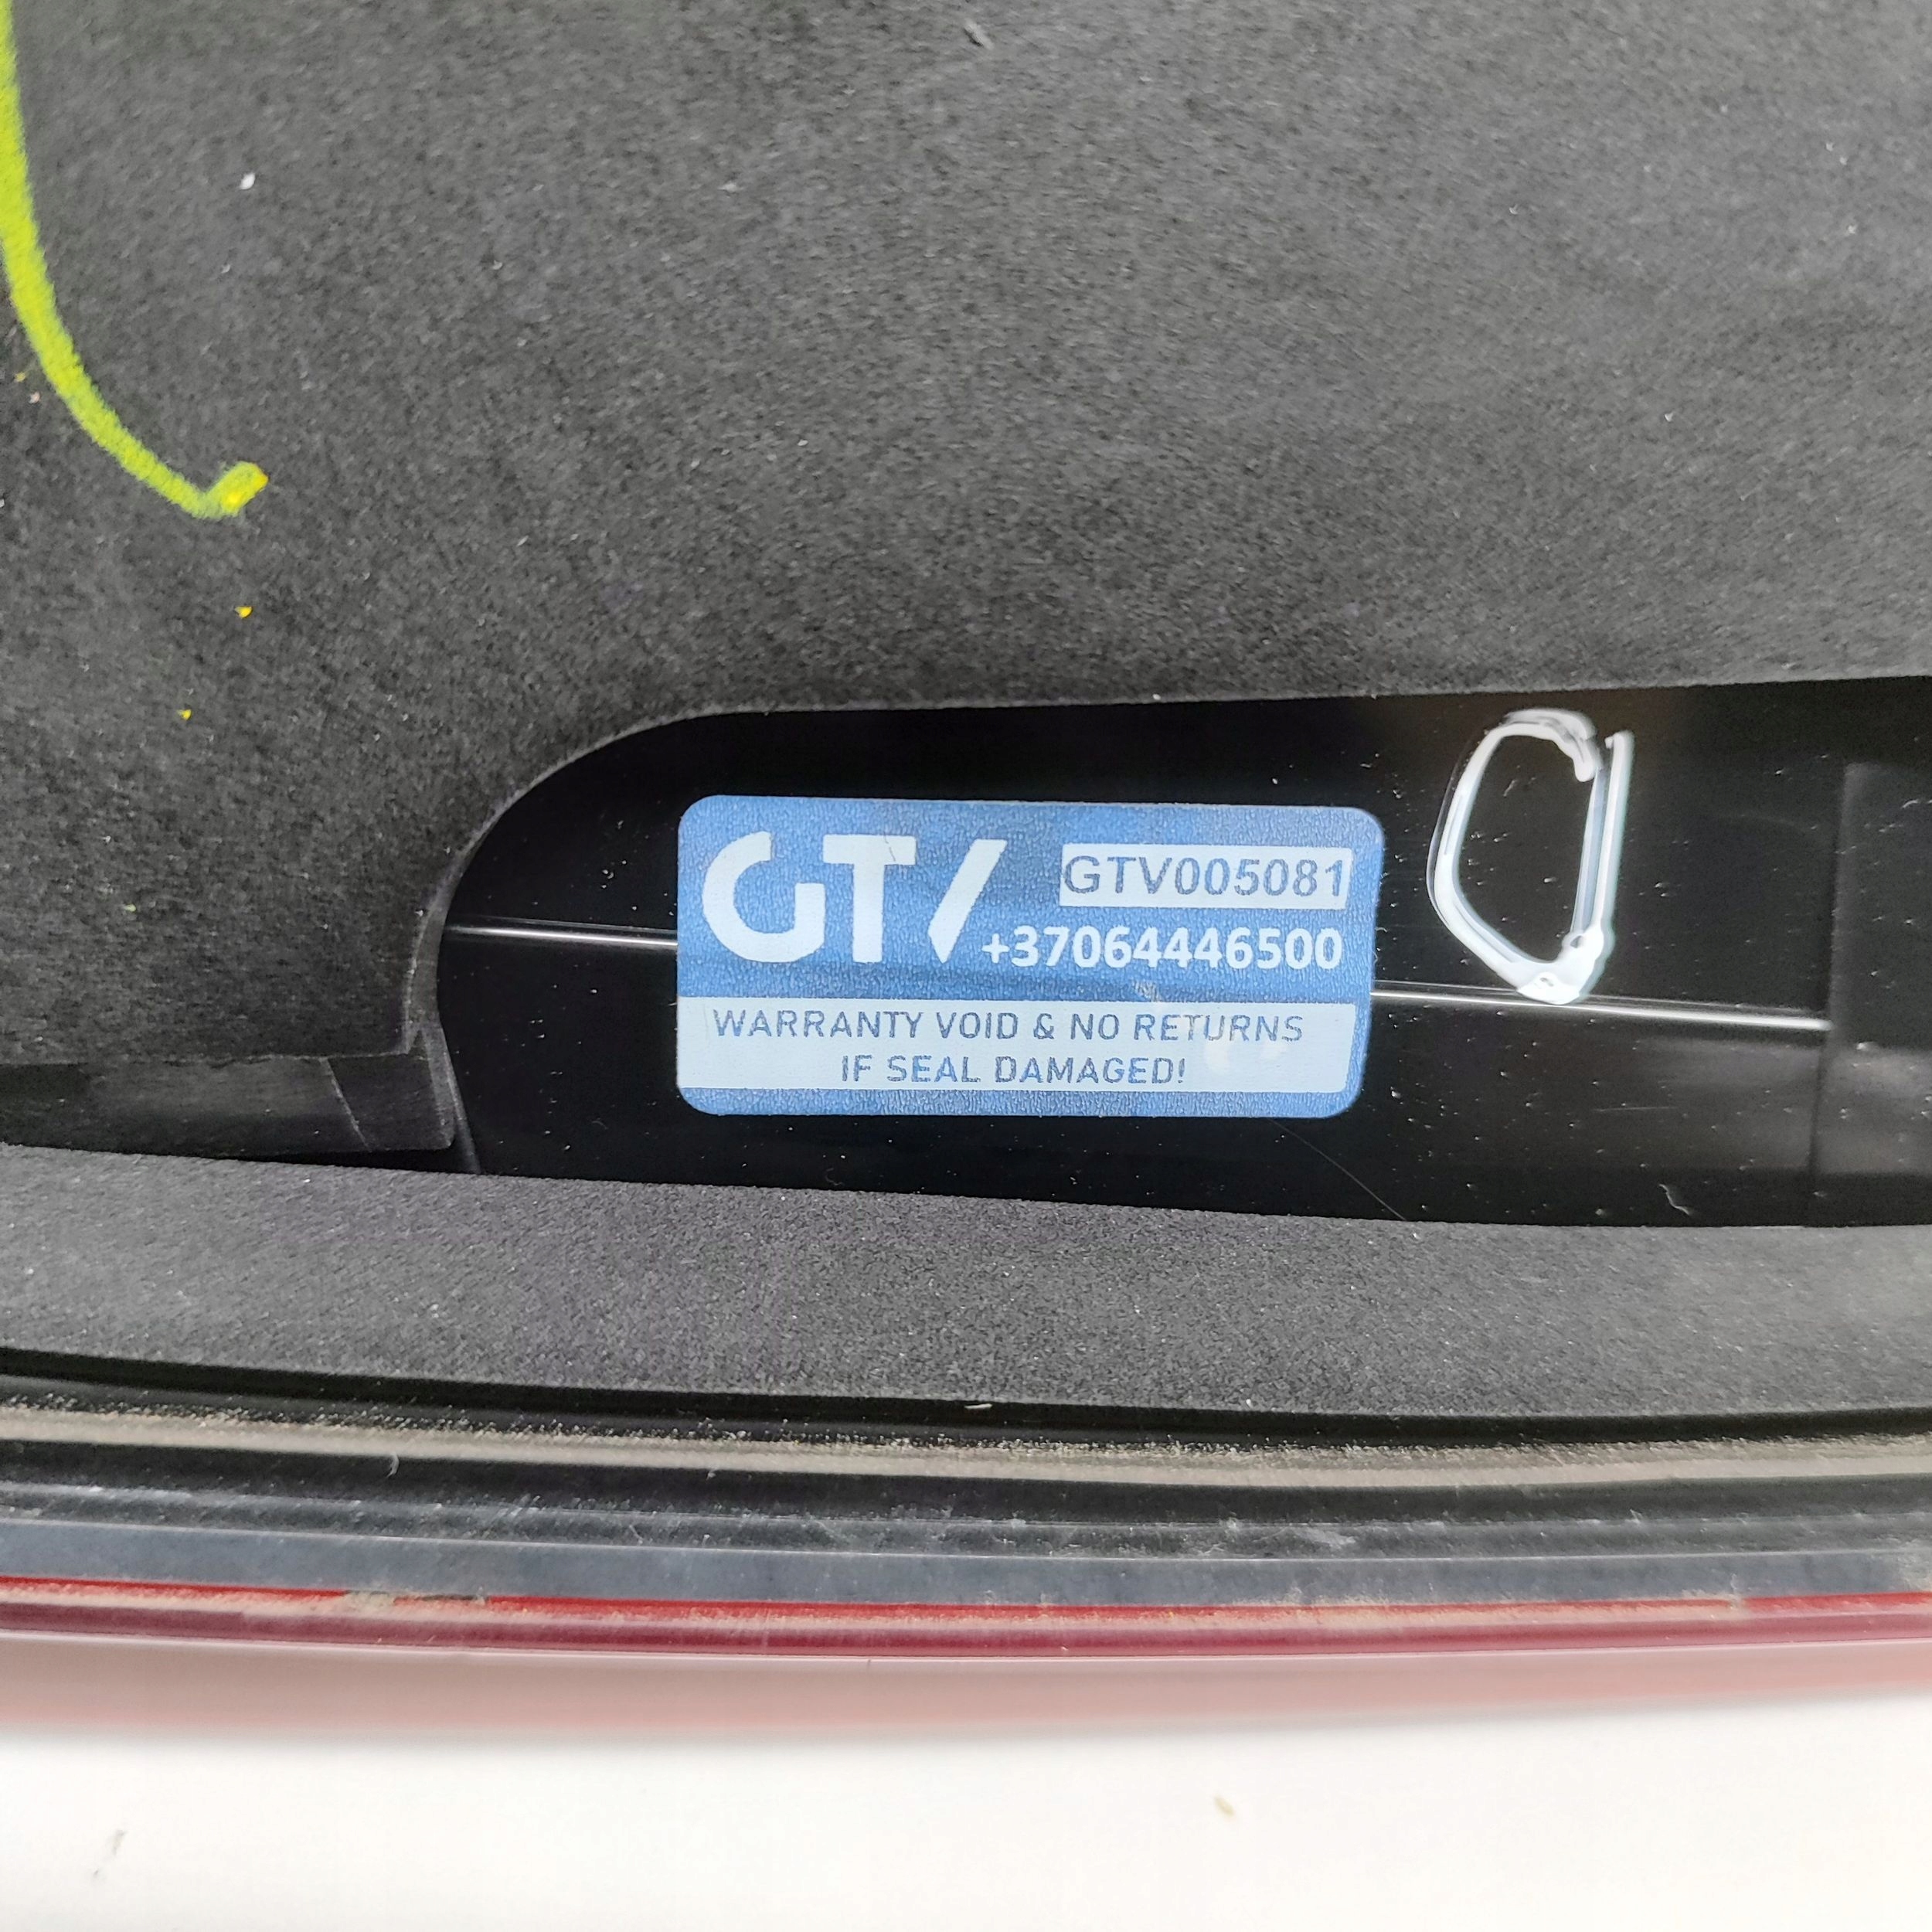 GTV GTV005081
+37064446500
WARRANTY VOID & NO RETURNS
IF SEAL DAMAGED!